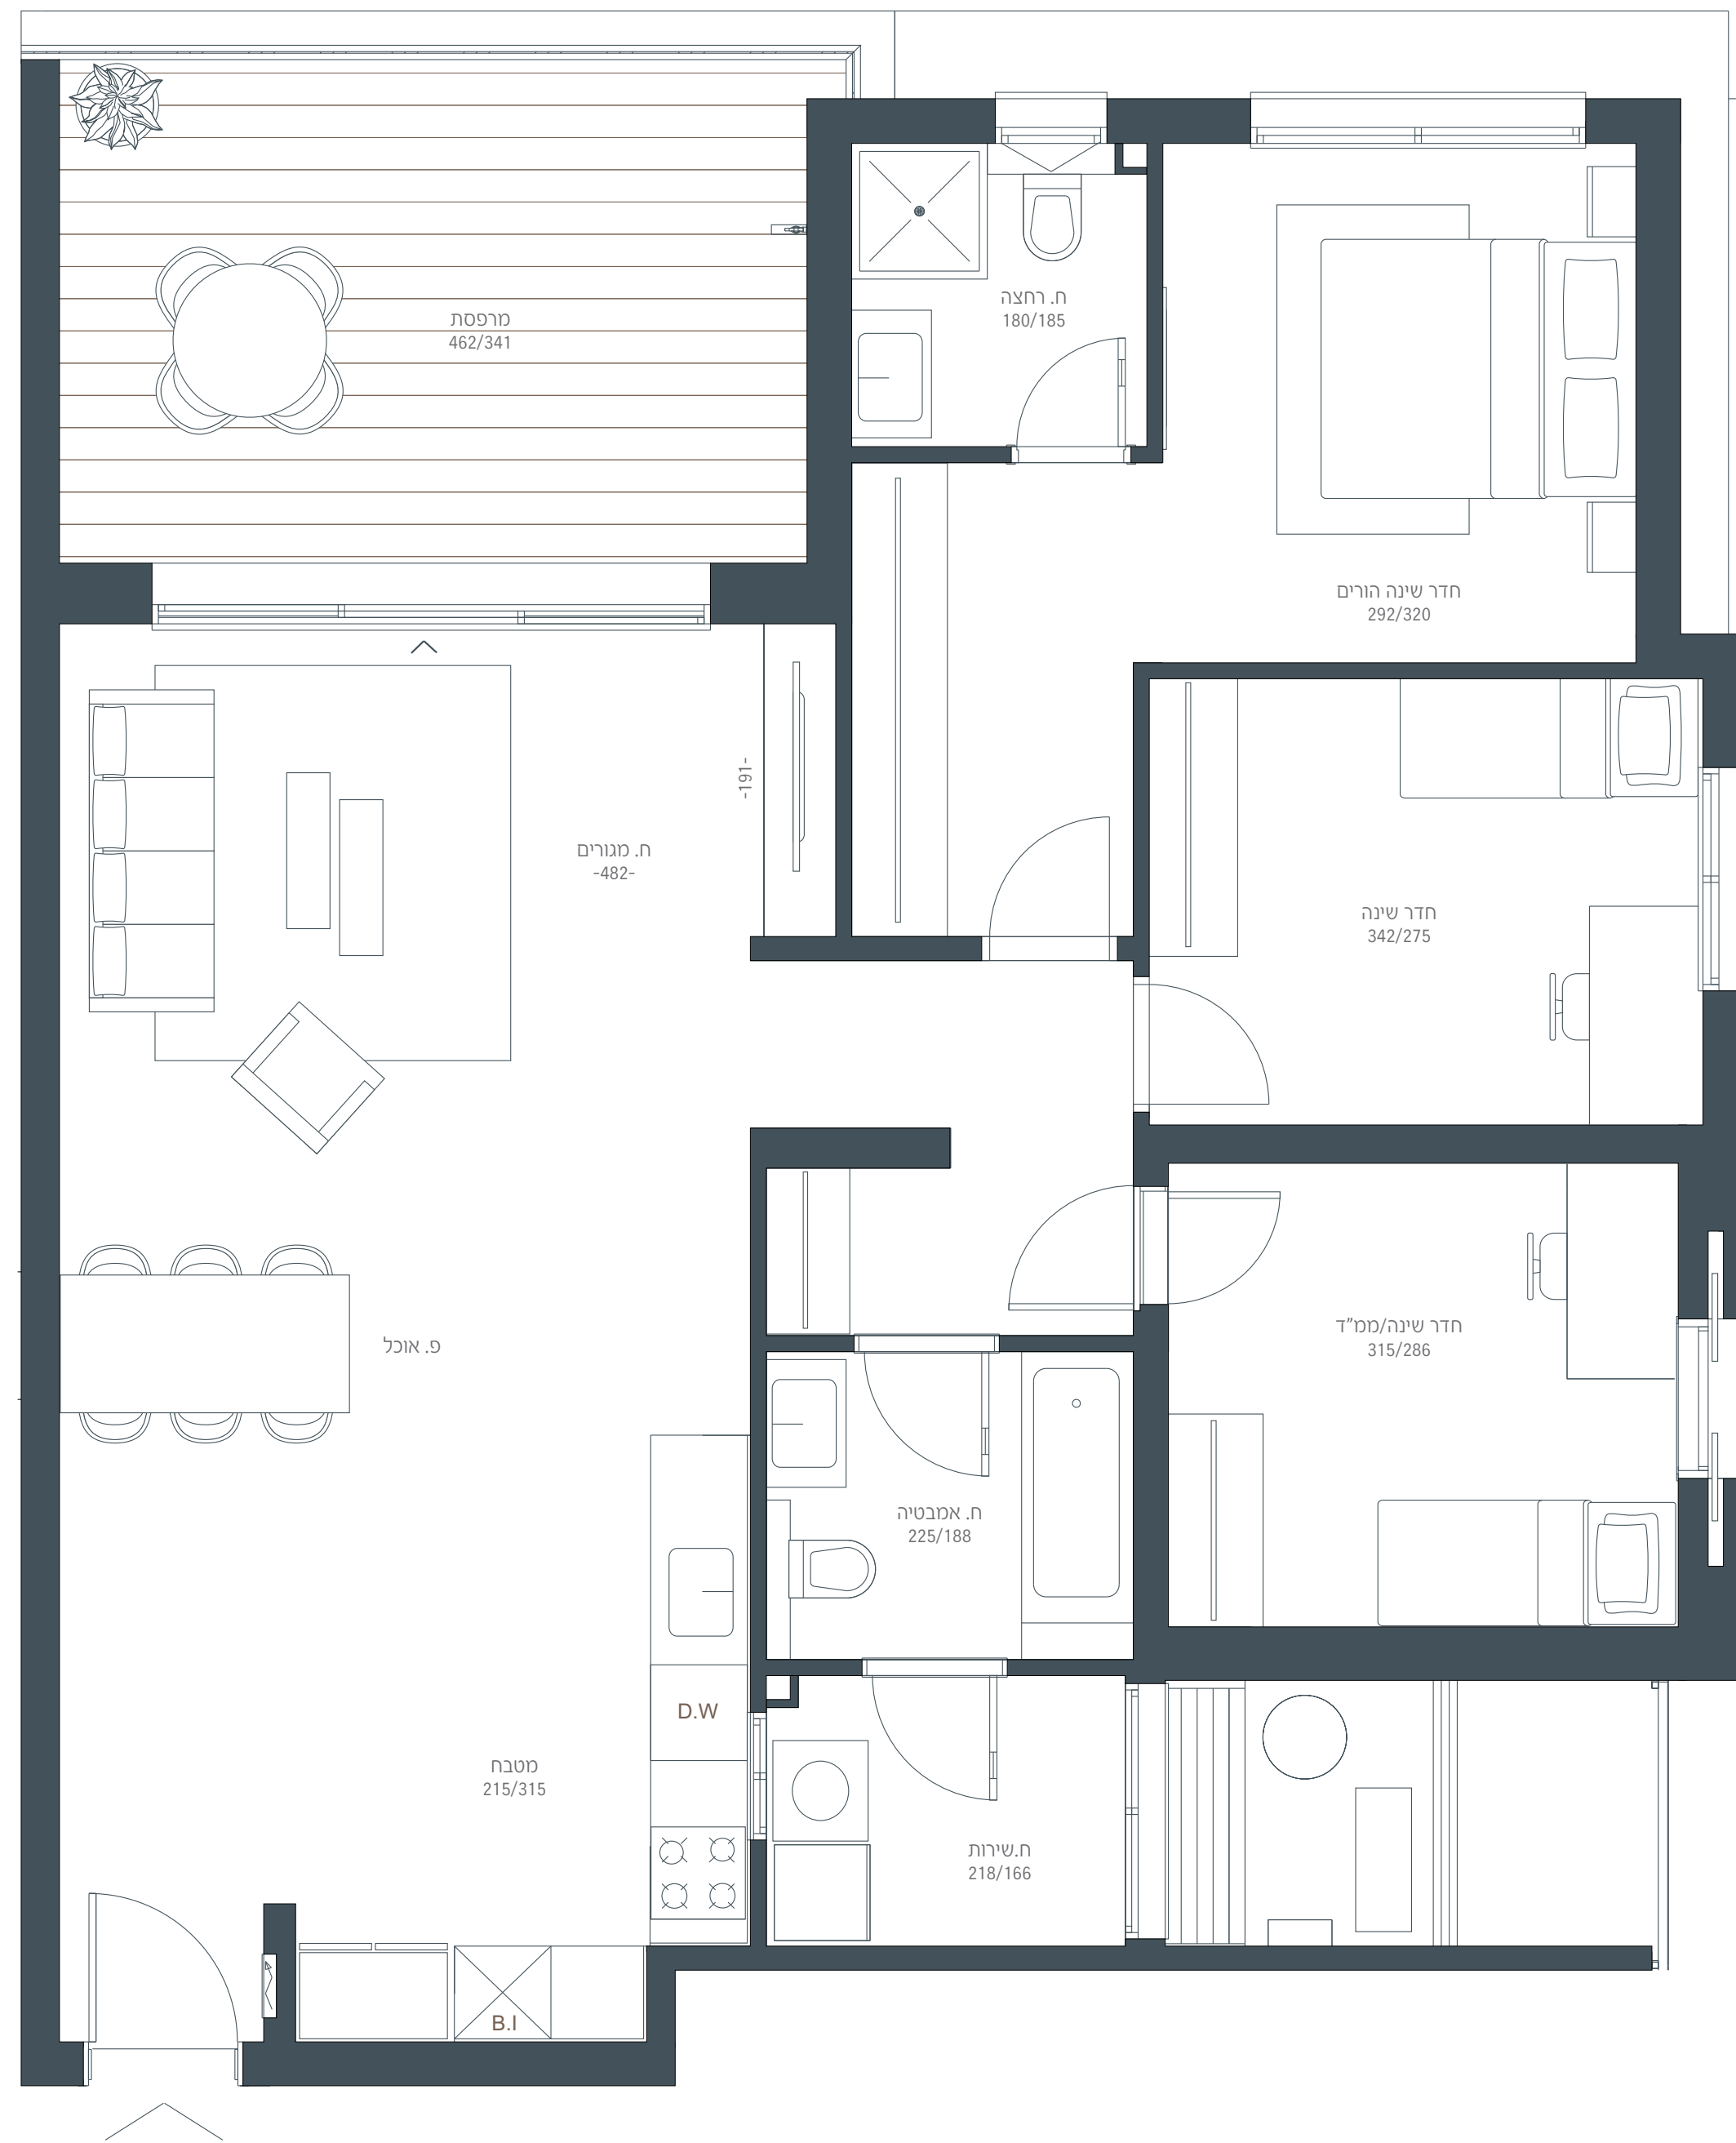 ח. רחצה
180/185
מרפסת
462/341
חדר שינה הורים
292/320
-191-
ח. מגורים
-482-
חדר שינה
342/275
חדר שינה/ממ"ד
315/286
פ. אוכל
ח. אמבטיה
225/188
D.W
מטבח
215/315
ח.שירות
218/166
B.I